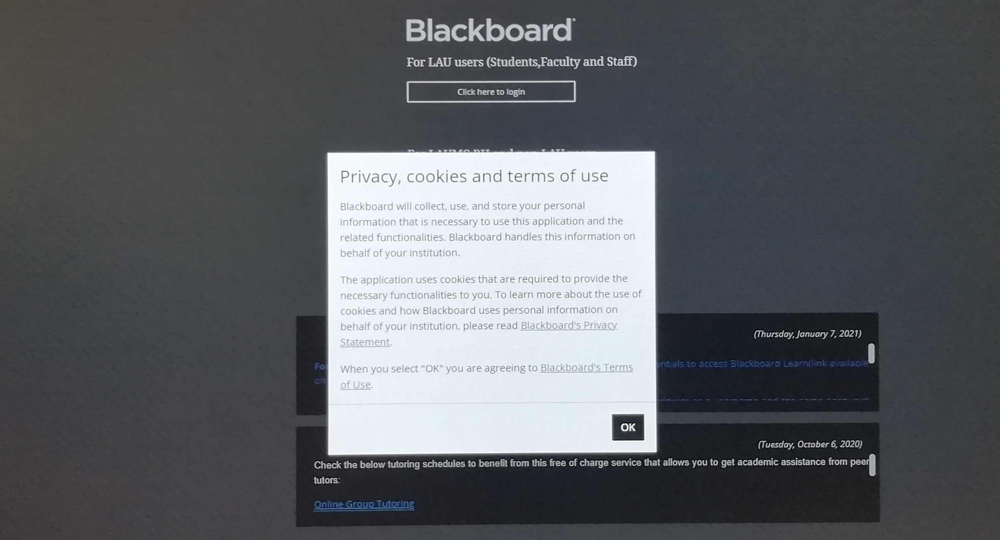 Blackboard
For LAU users (Students,Faculty and Staff)
Click here to login
Privacy, cookies and terms of use
Blackboard will collect, use, and store your personal
information that is necessary to use this application and the
related functionalities. Blackboard handles this information on
behalf of your institution.
The application uses cookies that are required to provide the
necessary functionalities to you. To learn more about the use of
cookies and how Blackboard uses personal information on
behalf of your institution, please read Blackboard's Privacy
Statement.
When you select "OK" you are agreeing to Blackboard's Terms
of Use.
OK
(Thursday, January 7, 2021)
to access Blackboard Learn(link available
on
(Tuesday, October 6, 2020)
Check the below tutoring schedules to benefit from this free of charge service that allows you to get academic assistance from peer
tutors:
Online Group Tutoring